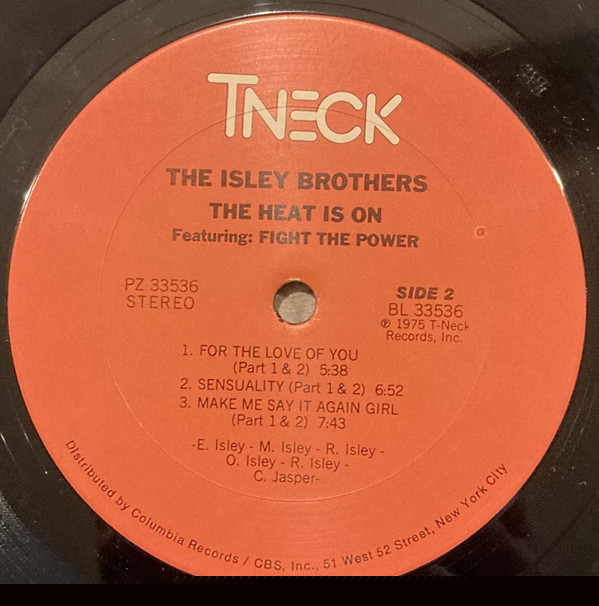 TNECK
THE ISLEY BROTHERS
THE HEAT IS ON
Featuring: FIGHT THE POWER
PZ 33536
STEREO
SIDE 2
BL 33536
℗ 1975 T-Neck
Records, Inc.
1. FOR THE LOVE OF YOU
(Part 1 & 2) 5:38
2. SENSUALITY (Part 1 & 2) 6:52
3. MAKE ME SAY IT AGAIN GIRL
(Part 1 & 2) 7:43
-E. Isley - M. Isley - R. Isley -
O. Isley - R. Isley -
C. Jasper-
Distributed by Columbia Records / CBS, Inc., 51 West 52 Street, New York City